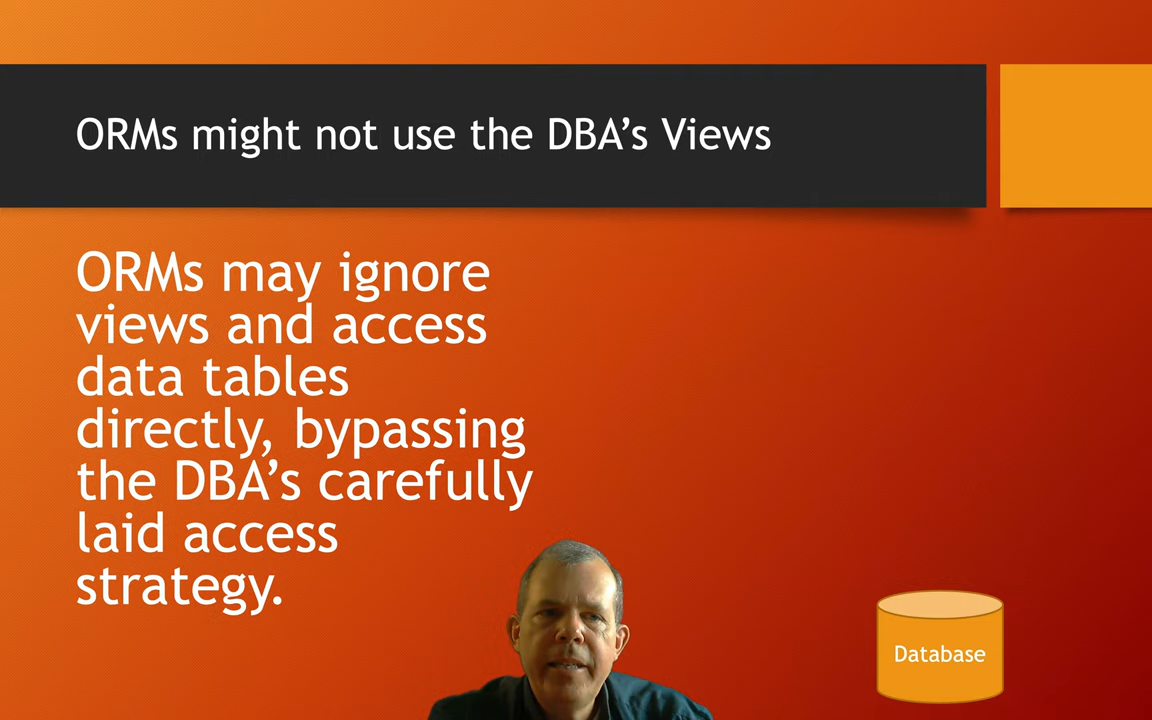 ORMs might not use the DBA’s Views
ORMs may ignore
views and access
data tables
directly, bypassing
the DBA’s carefully
laid access
strategy.
Database